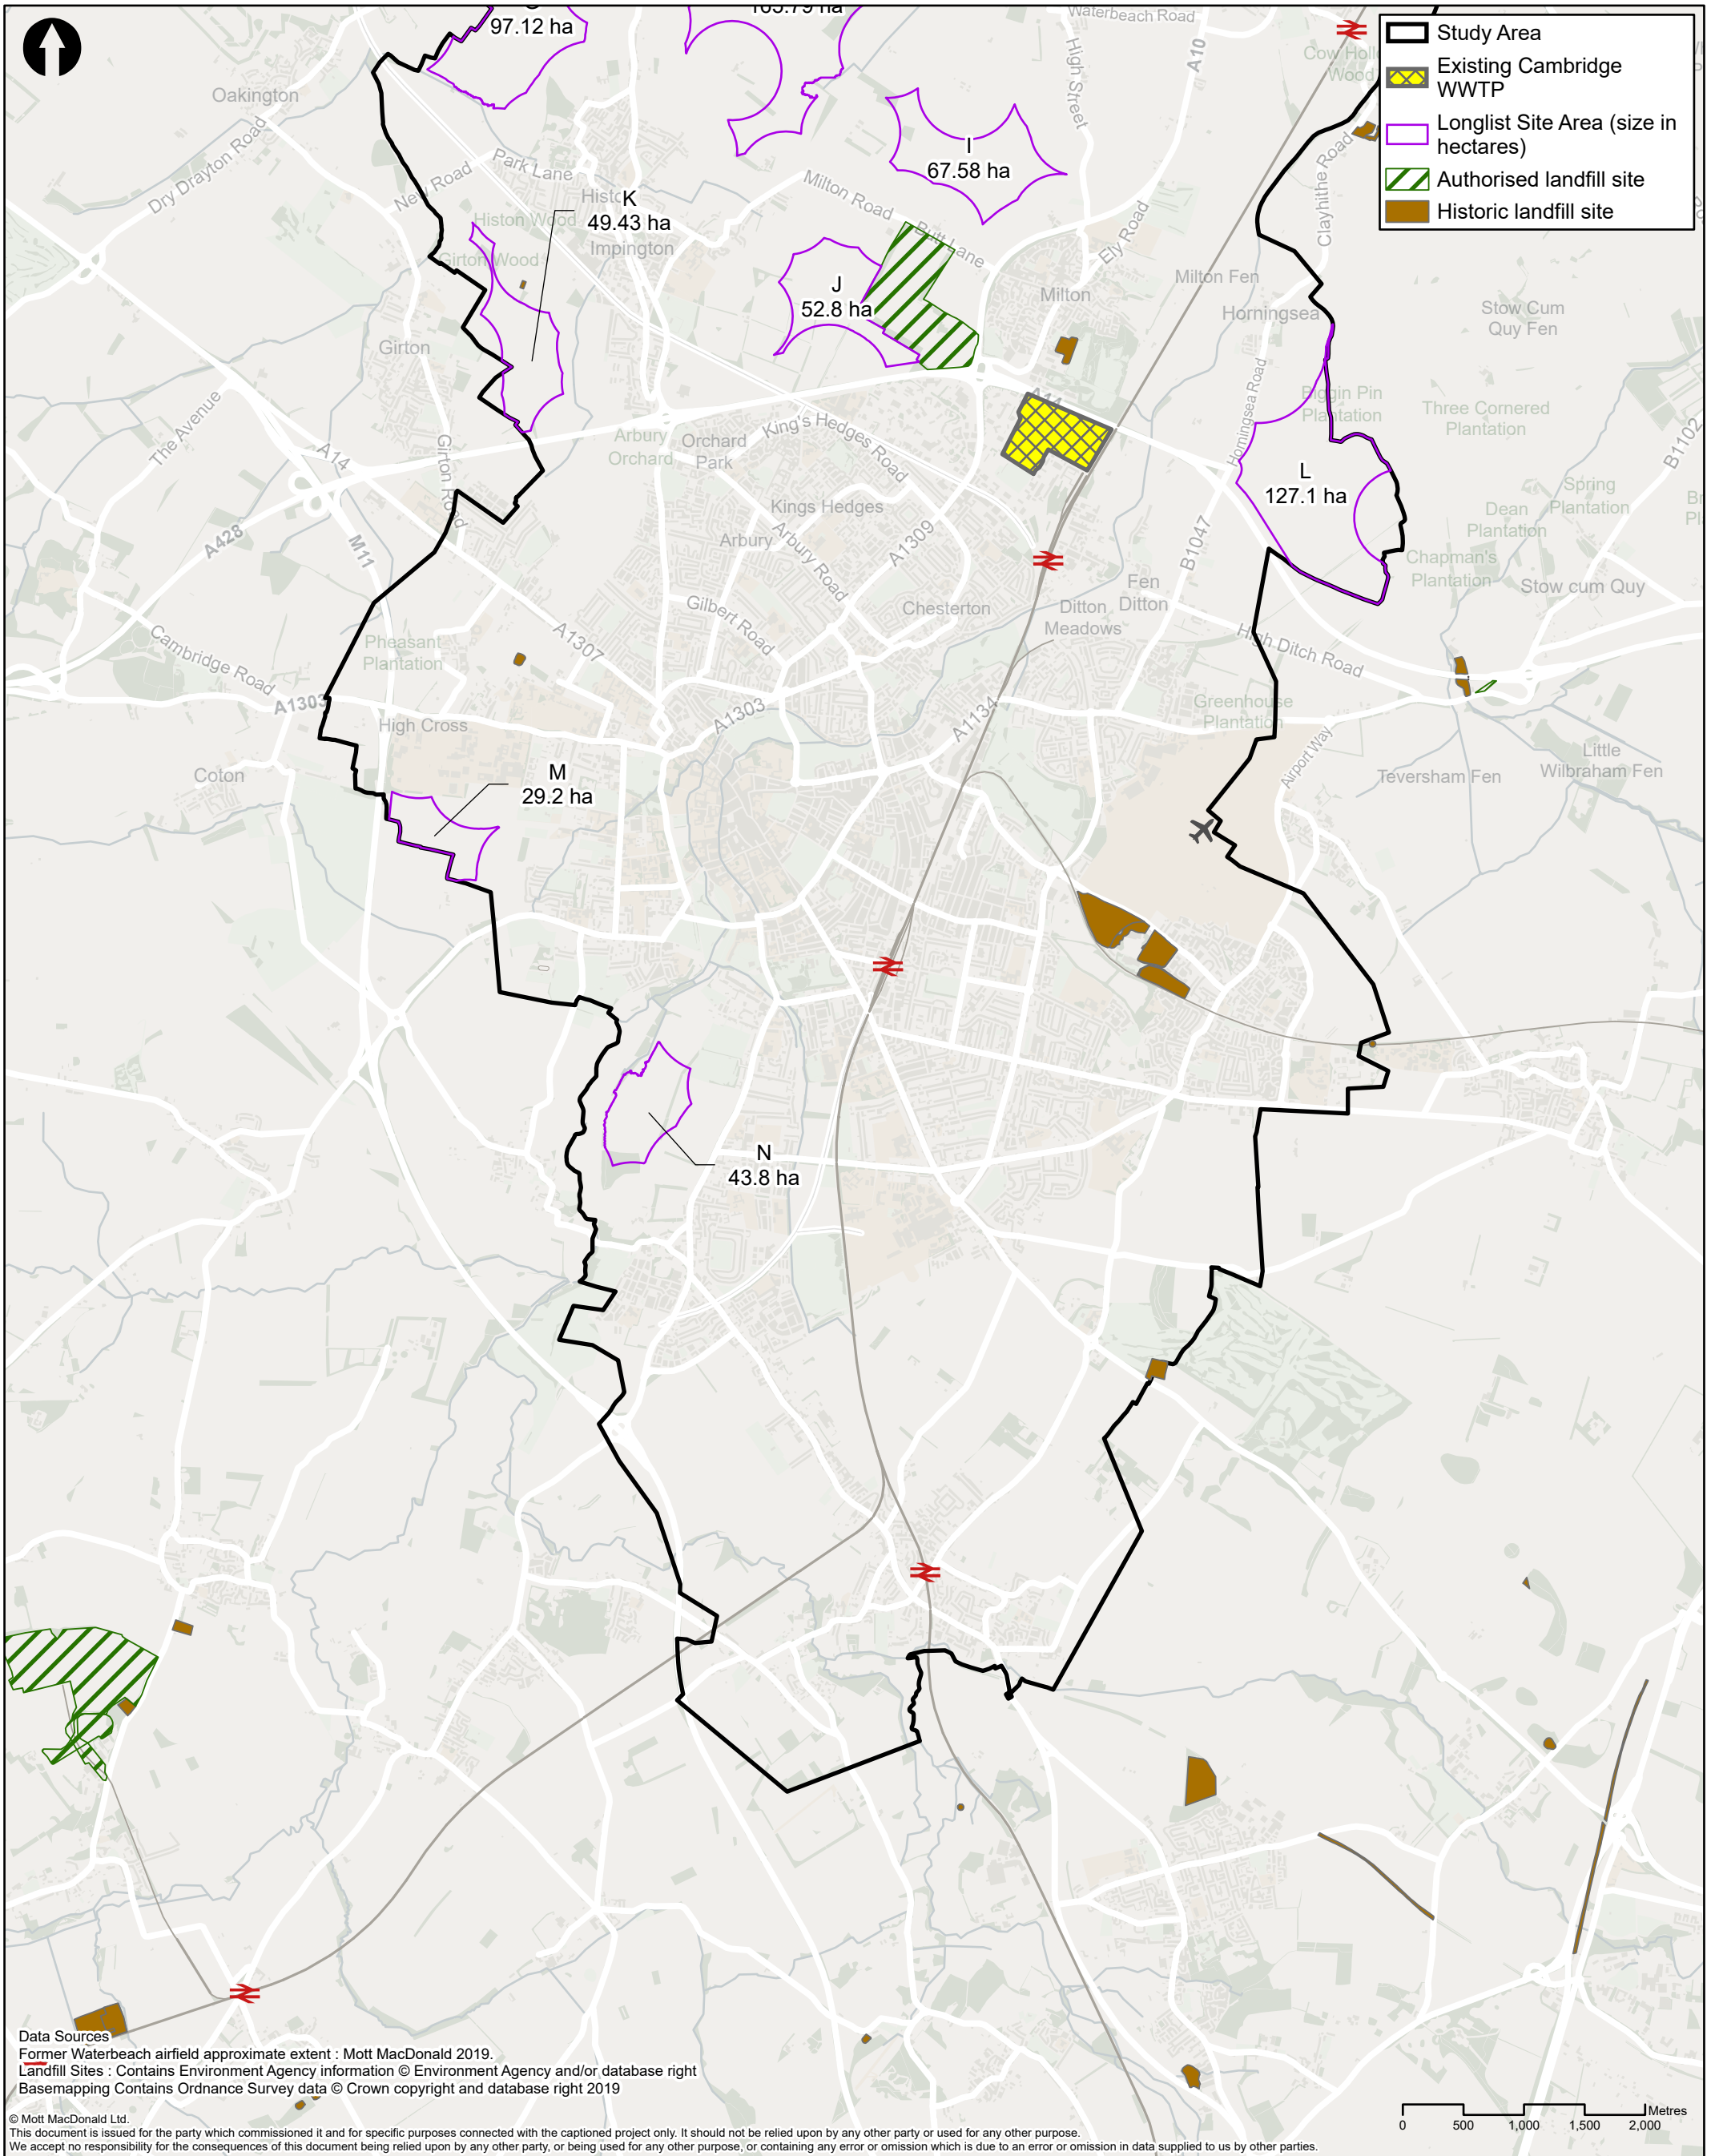 97.12 ha
Waterbeach Road
A10
High Street
Oakington
Dry Drayton Road
New Road
Park Lane
Histon Wood
K
49.43 ha
Impington
Girton Wood
Girton
Milton Road
Butt Lane
I
67.58 ha
J
52.8 ha
Ely Road
Milton
Milton Fen
Horningsea
Clayhithe Road
Stow Cum
Quy Fen
Study Area
Existing Cambridge
WWTP
Longlist Site Area (size in
hectares)
Authorised landfill site
Historic landfill site
The Avenue
A14
Girton Road
A428
M11
Arbury
Orchard
Orchard
Park
King's Hedges Road
Kings Hedges
Arbury
Arbury Road
A1309
A14
Horningsea Road
Biggin Pin
Plantation
Three Cornered
Plantation
B1102
L
127.1 ha
Spring
Plantation
Dean
Plantation
Chapman's
Plantation
Stow cum Quy
B1047
Fen
Ditton
Ditton
Meadows
Chesterton
Gilbert Road
A1307
Pheasant
Plantation
Cambridge Road
A1303
High Cross
A1303
A1134
High Ditch Road
Greenhouse
Plantation
Airport Way
Teversham Fen
Little
Wilbraham Fen
Coton
M
29.2 ha
N
43.8 ha
Data Sources
Former Waterbeach airfield approximate extent : Mott MacDonald 2019.
Landfill Sites : Contains Environment Agency information © Environment Agency and/or database right
Basemapping Contains Ordnance Survey data © Crown copyright and database right 2019
Metres
0 500 1,000 1,500 2,000
© Mott MacDonald Ltd.
This document is issued for the party which commissioned it and for specific purposes connected with the captioned project only. It should not be relied upon by any other party or used for any other purpose.
We accept no responsibility for the consequences of this document being relied upon by any other party, or being used for any other purpose, or containing any error or omission which is due to an error or omission in data supplied to us by other parties.